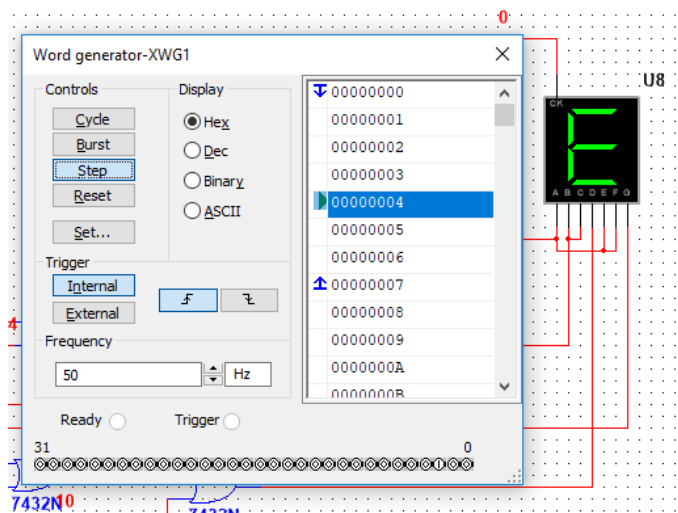 0
Word generator-XWG1
Controls
Cycle
Burst
Step
Reset
Set...
Display
Hex
Dec
Binary
ASCII
Trigger
Internal
External
Frequency
50
Hz
Ready
Trigger
31
0
00000000
00000001
00000002
00000003
00000004
00000005
00000006
00000007
00000008
00000009
0000000A
0000000B
U8
CK
E
A B C D E F G
4
7432N
10
7432N